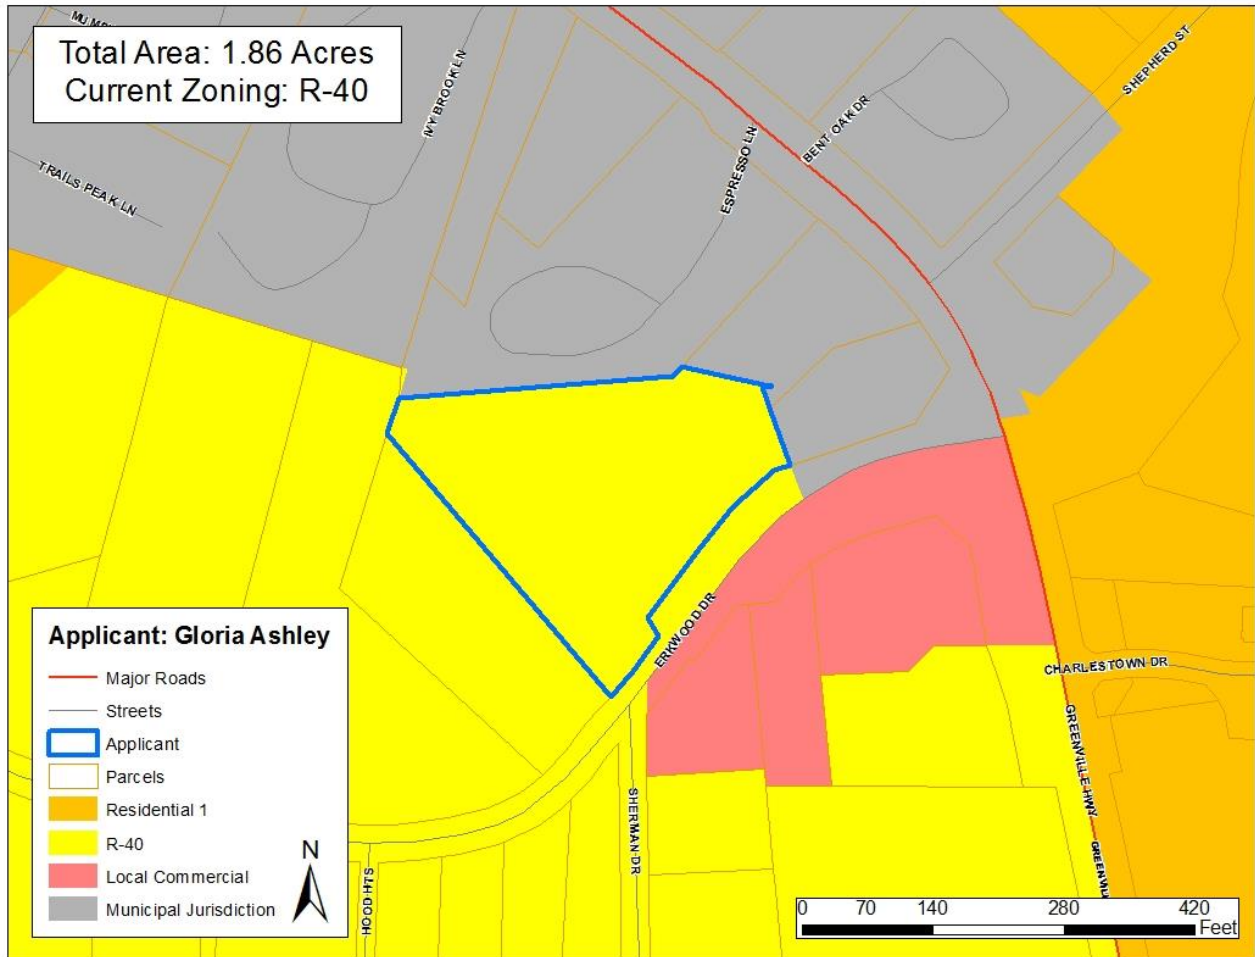 Total Area: 1.86 Acres
Current Zoning: R-40
IVY BROOK LN
TRAILS PEAK LN
ESPRESSO LN
BENT OAK DR
SHEPHERD ST
ERKWOOD DR
CHARLESTOWN DR
GREENVILLE HWY
SHERMAN DR
HOOD HTS
Applicant: Gloria Ashley
Major Roads
Streets
Applicant
Parcels
Residential 1
R-40
Local Commercial
Municipal Jurisdiction
N
0 70 140 280 420
Feet